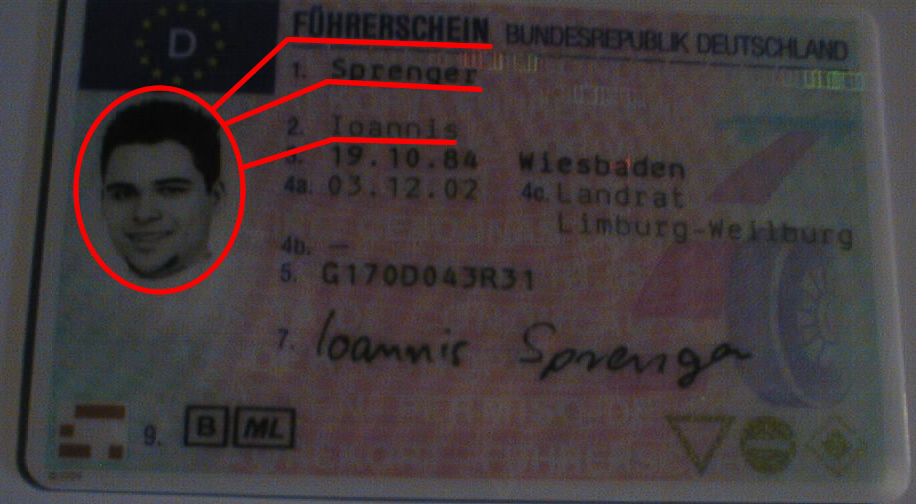 D
FÜHRERSCHEIN BUNDESREPUBLIK DEUTSCHLAND
1. Sprenger
2. Ioannis
3. 19.10.84 Wiesbaden
4a. 03.12.02 4c. Landrat
Limburg-Weilburg
4b. —
5. G170D043R31
7. Ioannis Sprenger
9. B ML